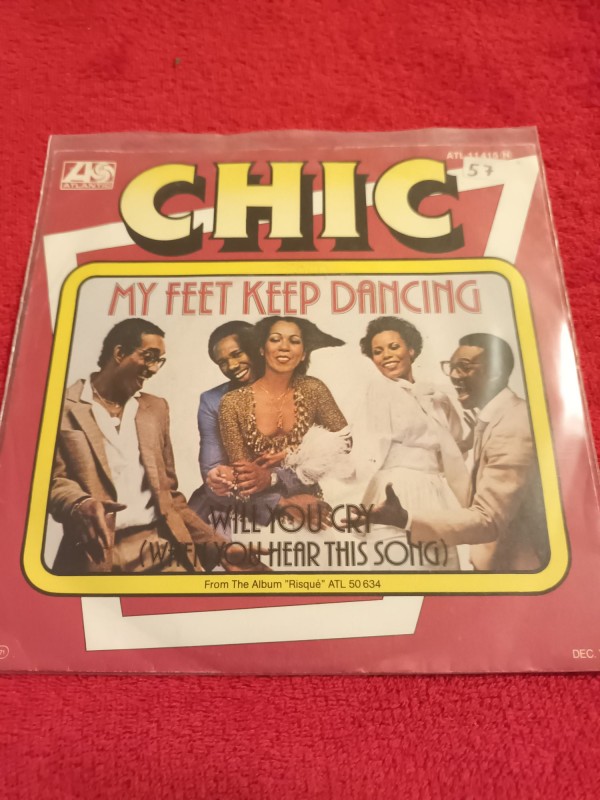 ATLANTIC
57
CHIC
MY FEET KEEP DANCING
WILL YOU CRY
(WHEN YOU HEAR THIS SONG)
From The Album "Risqué" ATL 50 634
DEC.